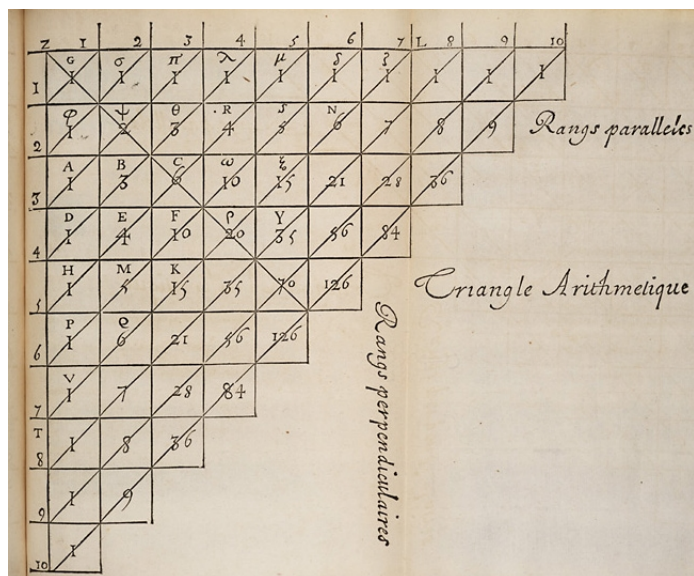 Z 1 2 3 4 5 6 7 L 8 9 10
G σ π λ μ δ ζ
1 1 1 1 1 1 1 1 1 1 1
φ ψ θ R S N
2 1 2 3 4 5 6 7 8 9 Rangs paralleles
A B C ω ξ
3 1 3 6 10 15 21 28 36
D E F ρ Y
4 1 4 10 20 35 56 84
H M K
5 1 5 15 35 70 126 Triangle Arithmetique
P Q
6 1 6 21 56 126
V
7 1 7 28 84
T
8 1 8 36
9 1 9
10 1
Rangs perpendiculaires